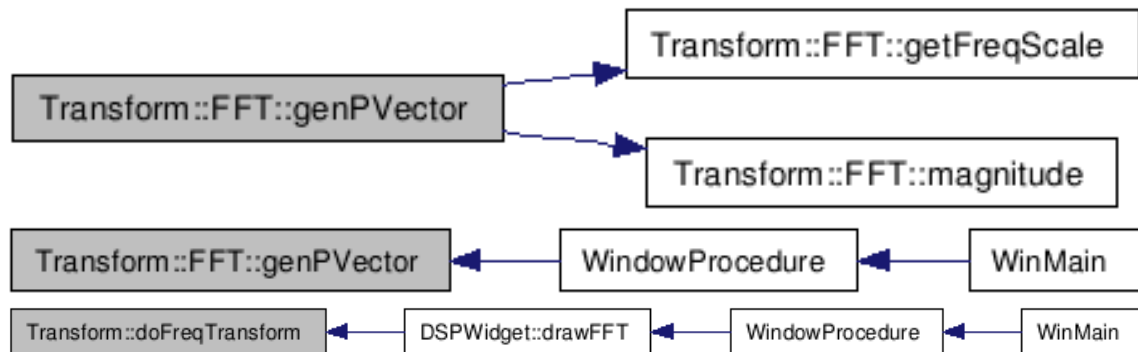 Transform::FFT::getFreqScale
Transform::FFT::genPVector
Transform::FFT::magnitude
Transform::FFT::genPVector WindowProcedure WinMain
Transform::doFreqTransform DSPWidget::drawFFT WindowProcedure WinMain